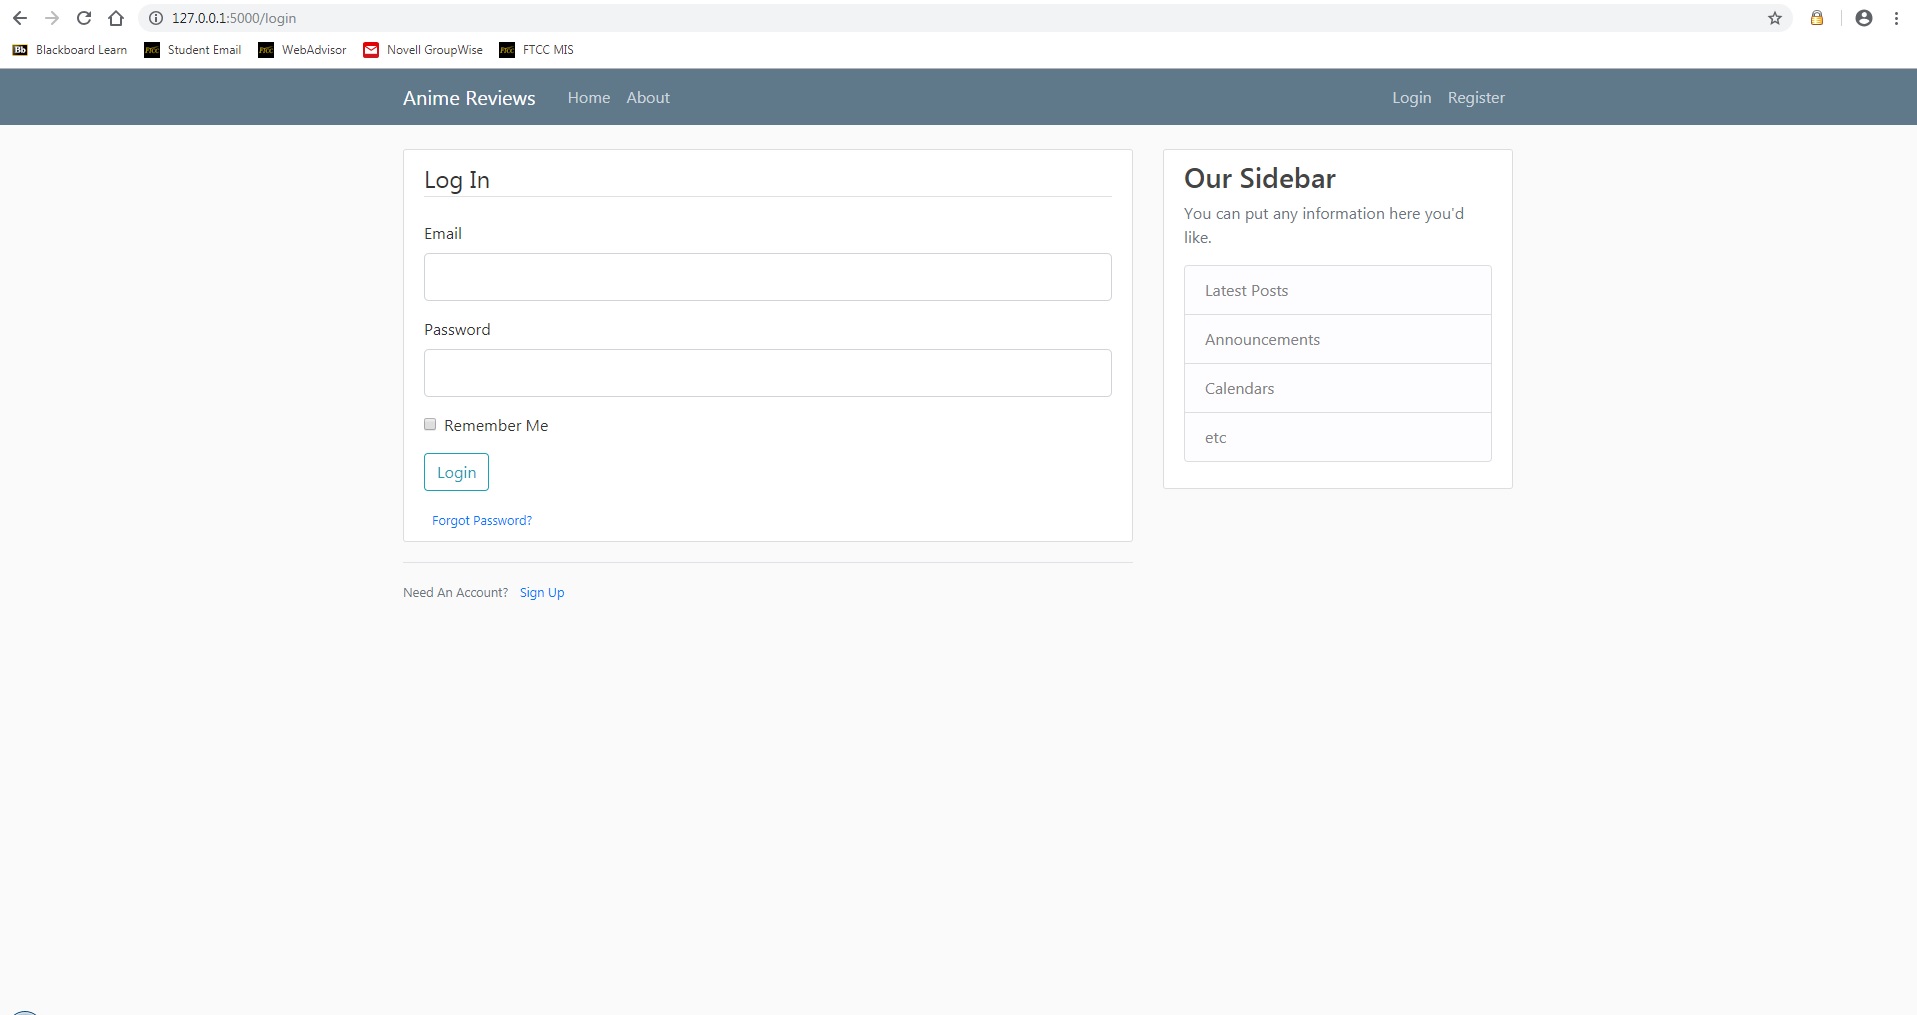 127.0.0.1:5000/login
Blackboard Learn Student Email WebAdvisor Novell GroupWise FTCC MIS
Anime Reviews Home About Login Register
Log In
Email
Password
Remember Me
Login
Forgot Password?
Need An Account? Sign Up
Our Sidebar
You can put any information here you'd
like.
Latest Posts
Announcements
Calendars
etc